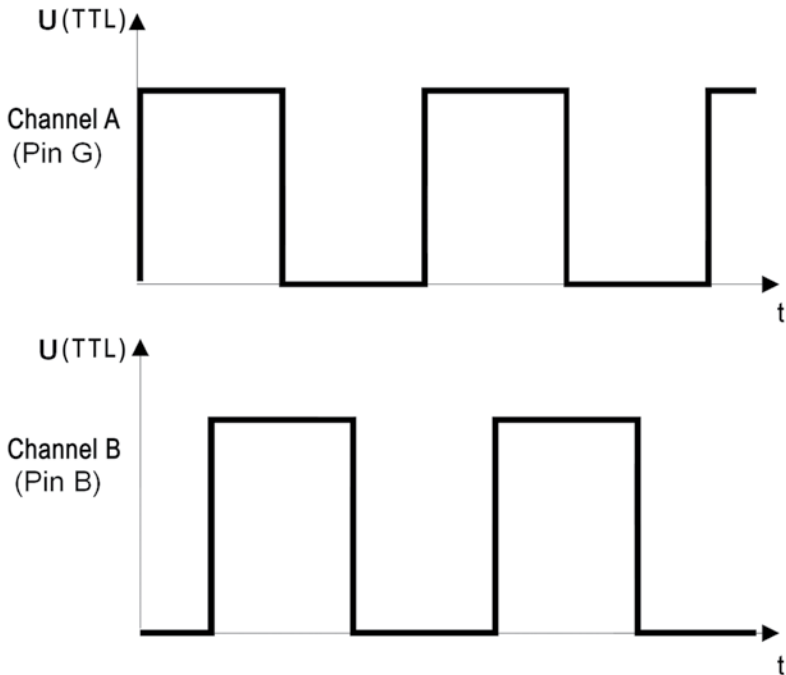 U(TTL)
Channel A
(Pin G)
t
U(TTL)
Channel B
(Pin B)
t